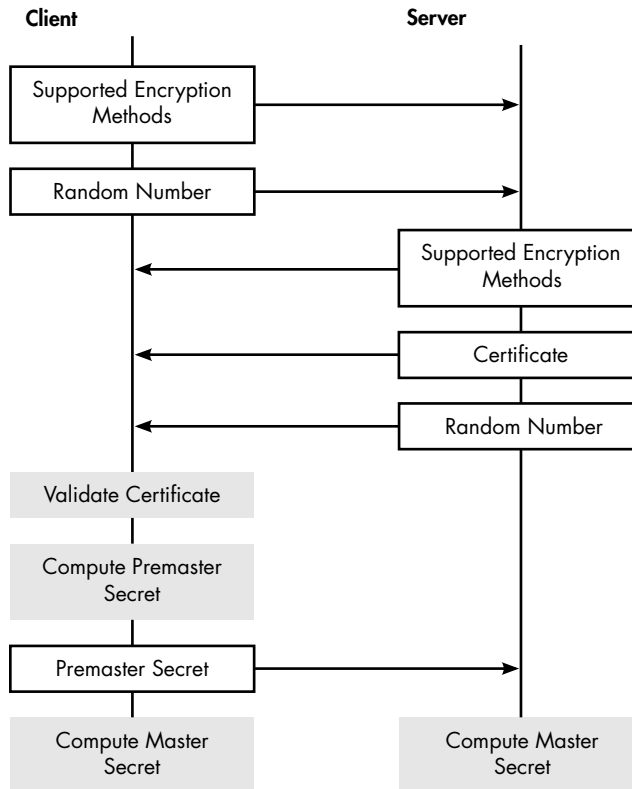 Client
Server
Supported Encryption
Methods
Random Number
Supported Encryption
Methods
Certificate
Random Number
Validate Certificate
Compute Premaster
Secret
Premaster Secret
Compute Master
Secret
Compute Master
Secret